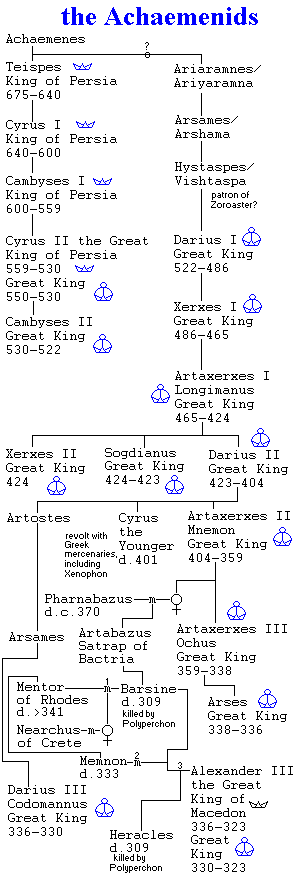 the Achaemenids
Achaemenes
?
Teispes
King of Persia
675-640
Ariaramnes/
Ariyaramna
Cyrus I
King of Persia
640-600
Arsames/
Arshama
Cambyses I
King of Persia
600-559
Hystaspes/
Vishtaspa
patron of
Zoroaster?
Cyrus II the Great
King of Persia
559-530
Great King
550-530
Darius I
Great King
522-486
Cambyses II
Great King
530-522
Xerxes I
Great King
486-465
Artaxerxes I
Longimanus
Great King
465-424
Xerxes II
Great King
424
Sogdianus
Great King
424-423
Darius II
Great King
423-404
Artostes
revolt with
Greek
mercenaries,
including
Xenophon
Cyrus
the
Younger
d.401
Artaxerxes II
Mnemon
Great King
404-359
Pharnabazus m
d.c.370
Arsames
Artabazus
Satrap of
Bactria
Artaxerxes III
Ochus
Great King
359-338
Mentor
of Rhodes
d.>341
1
m
Barsine
d.309
killed by
Polyperchon
Arses
Great King
338-336
Nearchus m
of Crete
Memnon m
2
d.333
3
Darius III
Codomannus
Great King
336-330
Alexander III
the Great
King of
Macedon
336-323
Great
King
330-323
Heracles
d.309
killed by
Polyperchon